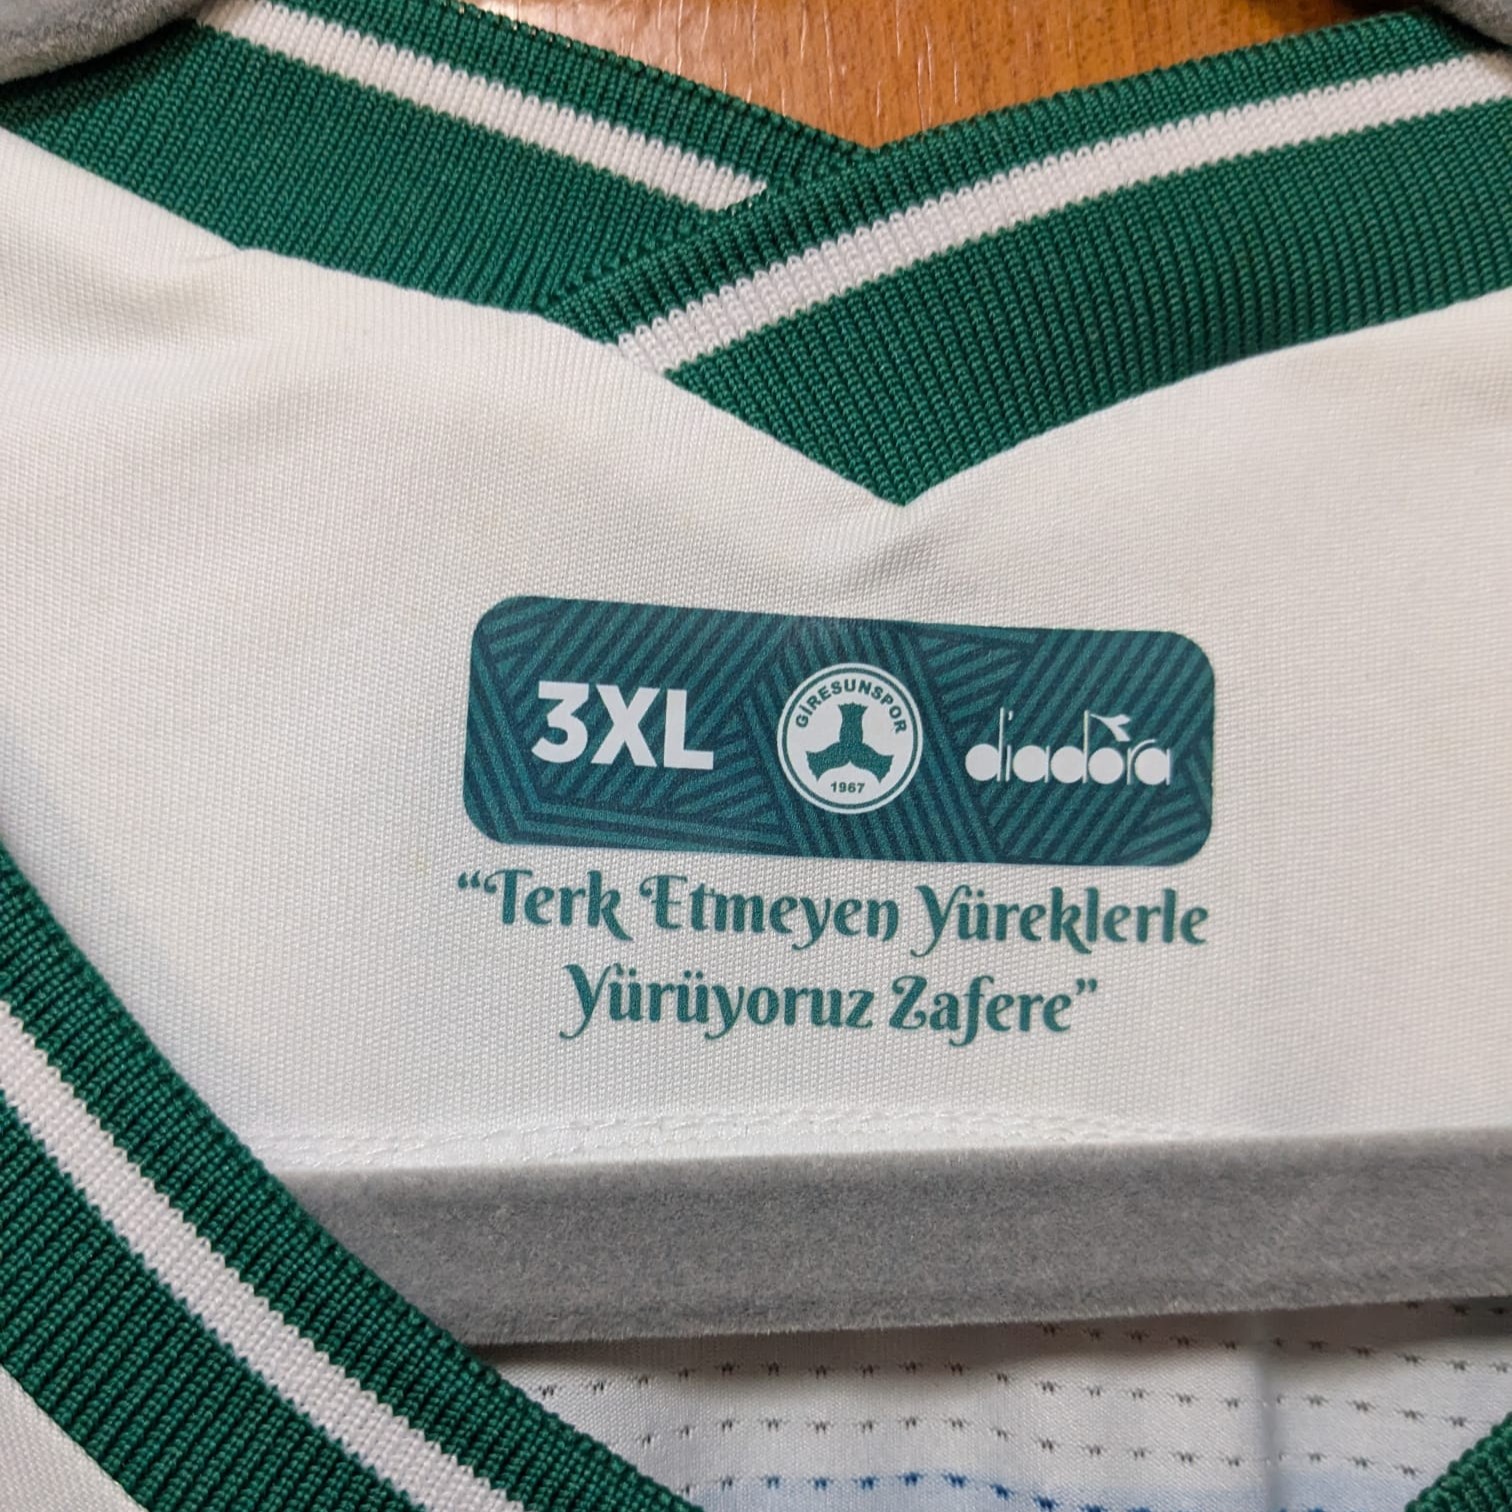 3XL
GİRESUNSPOR
1967
diadora
“Terk Etmeyen Yüreklerle
Yürüyoruz Zafere”